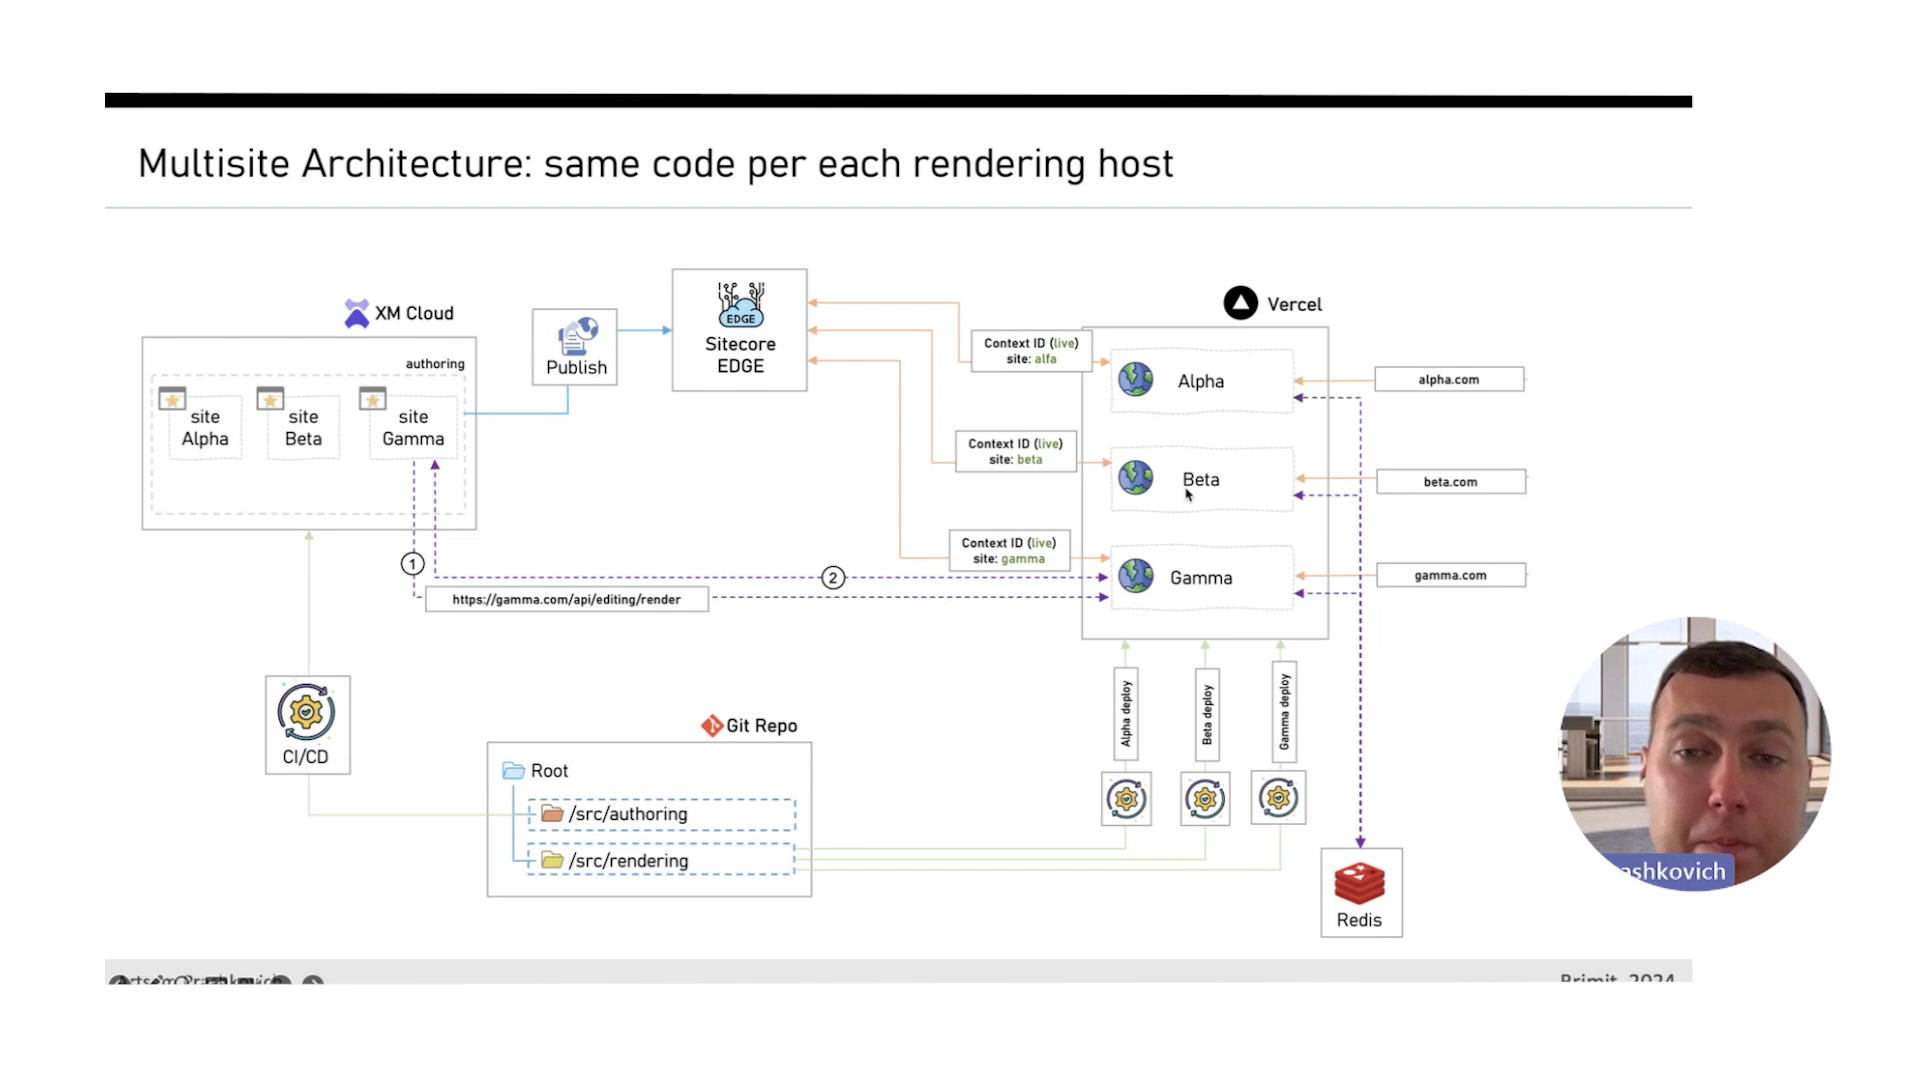 Multisite Architecture: same code per each rendering host
XM Cloud
authoring
site
Alpha
site
Beta
site
Gamma
Publish
EDGE
Sitecore
EDGE
Vercel
Context ID (live)
site: alfa
Alpha
alpha.com
Context ID (live)
site: beta
Beta
beta.com
Context ID (live)
site: gamma
Gamma
gamma.com
1
2
https://gamma.com/api/editing/render
CI/CD
Git Repo
Root
/src/authoring
/src/rendering
Alpha deploy
Beta deploy
Gamma deploy
Redis
ashkovich
Brimit, 2024